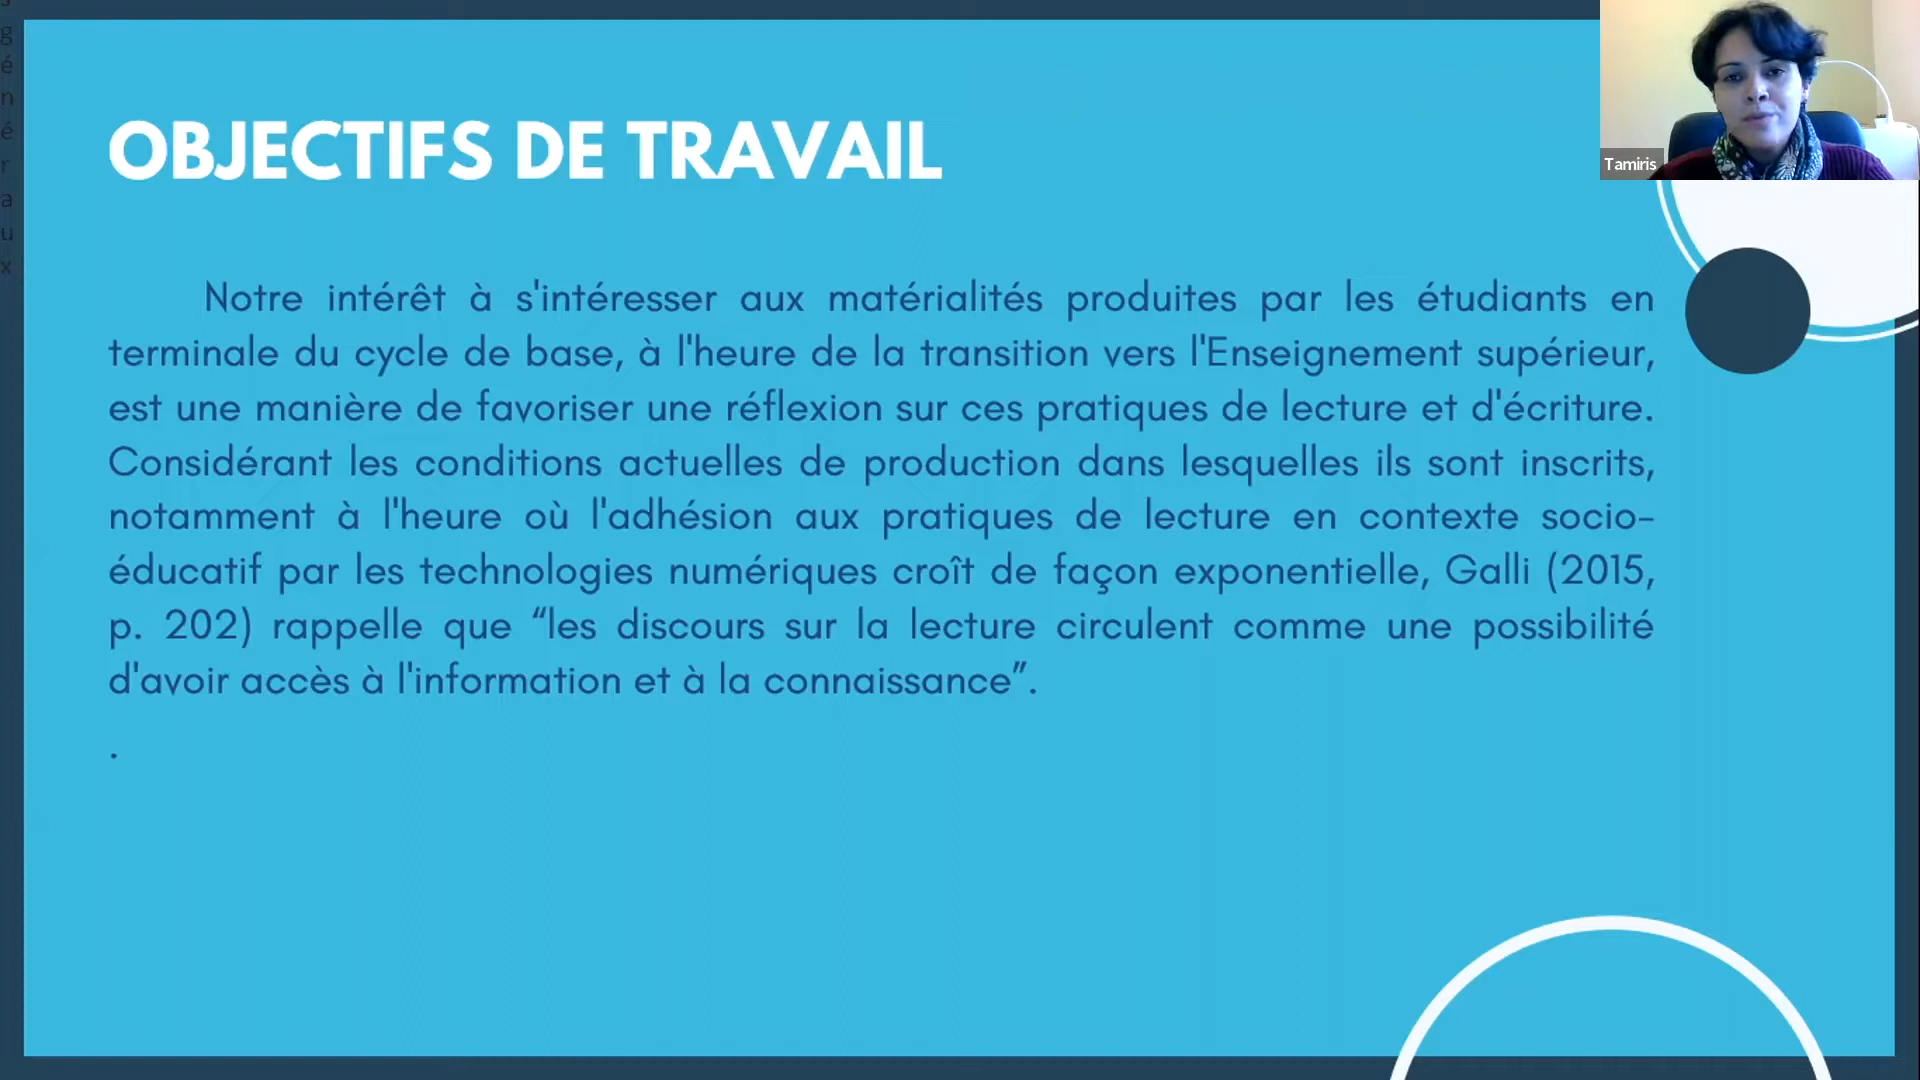 s
g
é
n
é
r
a
u
x
OBJECTIFS DE TRAVAIL
Tamiris
Notre intérêt à s'intéresser aux matérialités produites par les étudiants en
terminale du cycle de base, à l'heure de la transition vers l'Enseignement supérieur,
est une manière de favoriser une réflexion sur ces pratiques de lecture et d'écriture.
Considérant les conditions actuelles de production dans lesquelles ils sont inscrits,
notamment à l'heure où l'adhésion aux pratiques de lecture en contexte socio-
éducatif par les technologies numériques croît de façon exponentielle, Galli (2015,
p. 202) rappelle que “les discours sur la lecture circulent comme une possibilité
d'avoir accès à l'information et à la connaissance”.
.